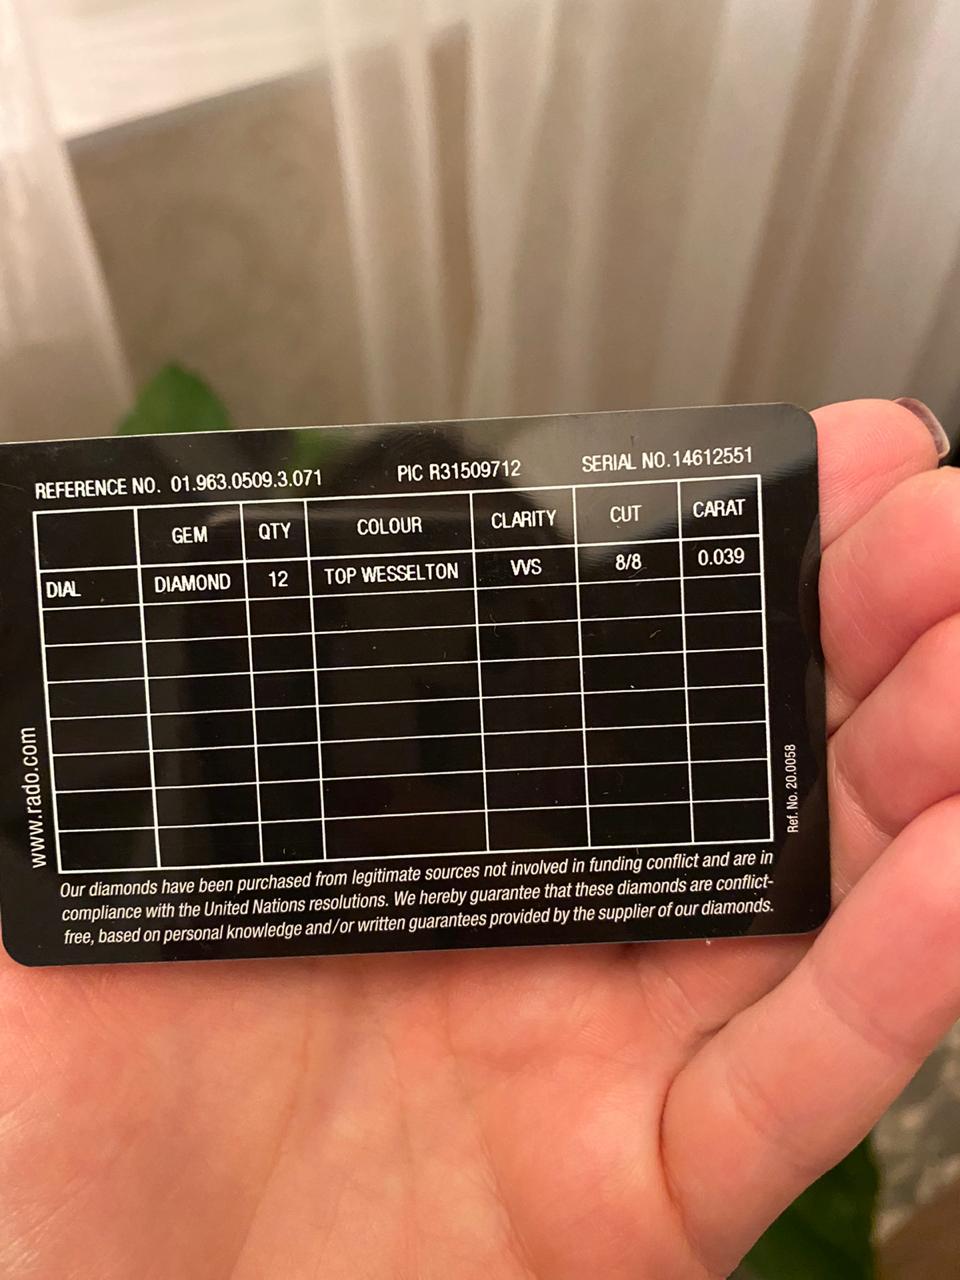 REFERENCE NO. 01.963.0509.3.071 PIC R31509712 SERIAL NO.14612551
GEM QTY COLOUR CLARITY CUT CARAT
DIAL DIAMOND 12 TOP WESSELTON VVS 8/8 0.039
www.rado.com
Ref. No. 20.0058
Our diamonds have been purchased from legitimate sources not involved in funding conflict and are in
compliance with the United Nations resolutions. We hereby guarantee that these diamonds are conflict-
free, based on personal knowledge and/or written guarantees provided by the supplier of our diamonds.